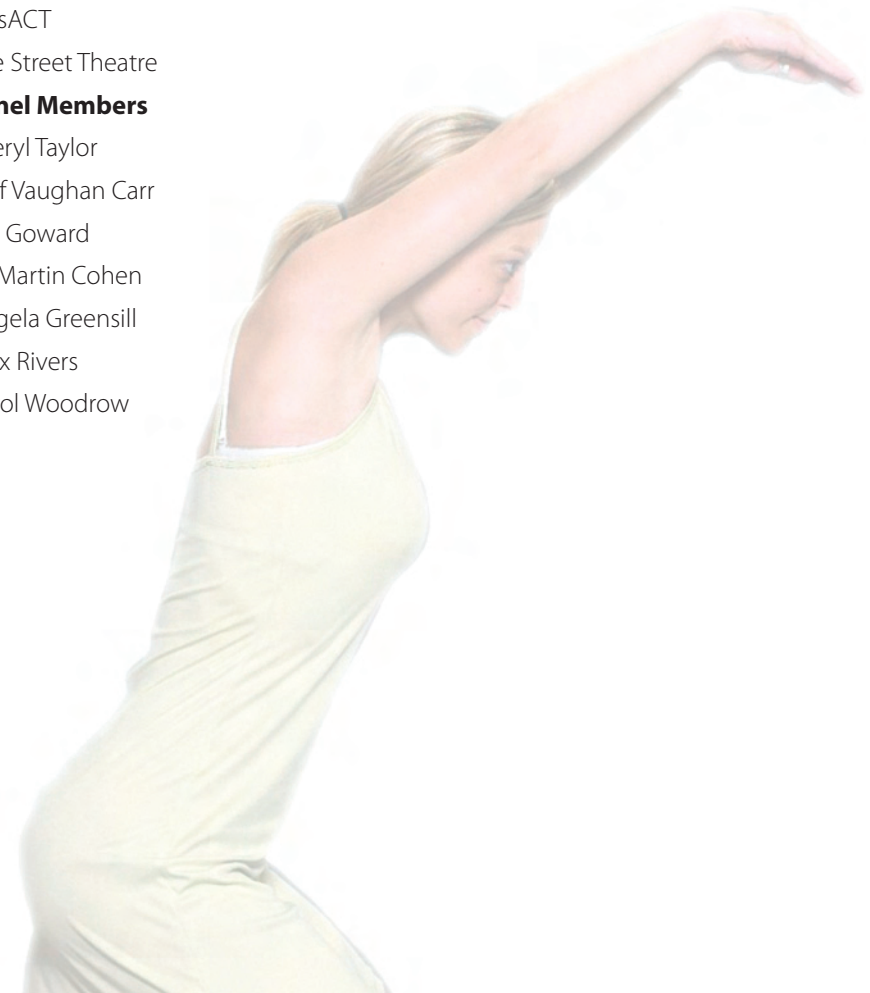 sACT
e Street Theatre
nel Members
eryl Taylor
f Vaughan Carr
Goward
Martin Cohen
gela Greensill
x Rivers
ol Woodrow